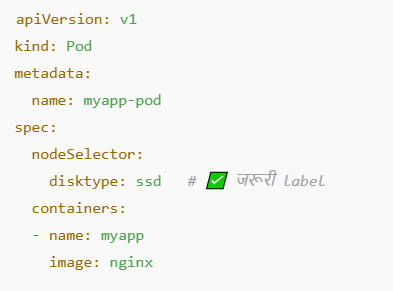 apiVersion: v1
kind: Pod
metadata:
  name: myapp-pod
spec:
  nodeSelector:
    disktype: ssd   # ✅ जरूरी label
  containers:
  - name: myapp
    image: nginx